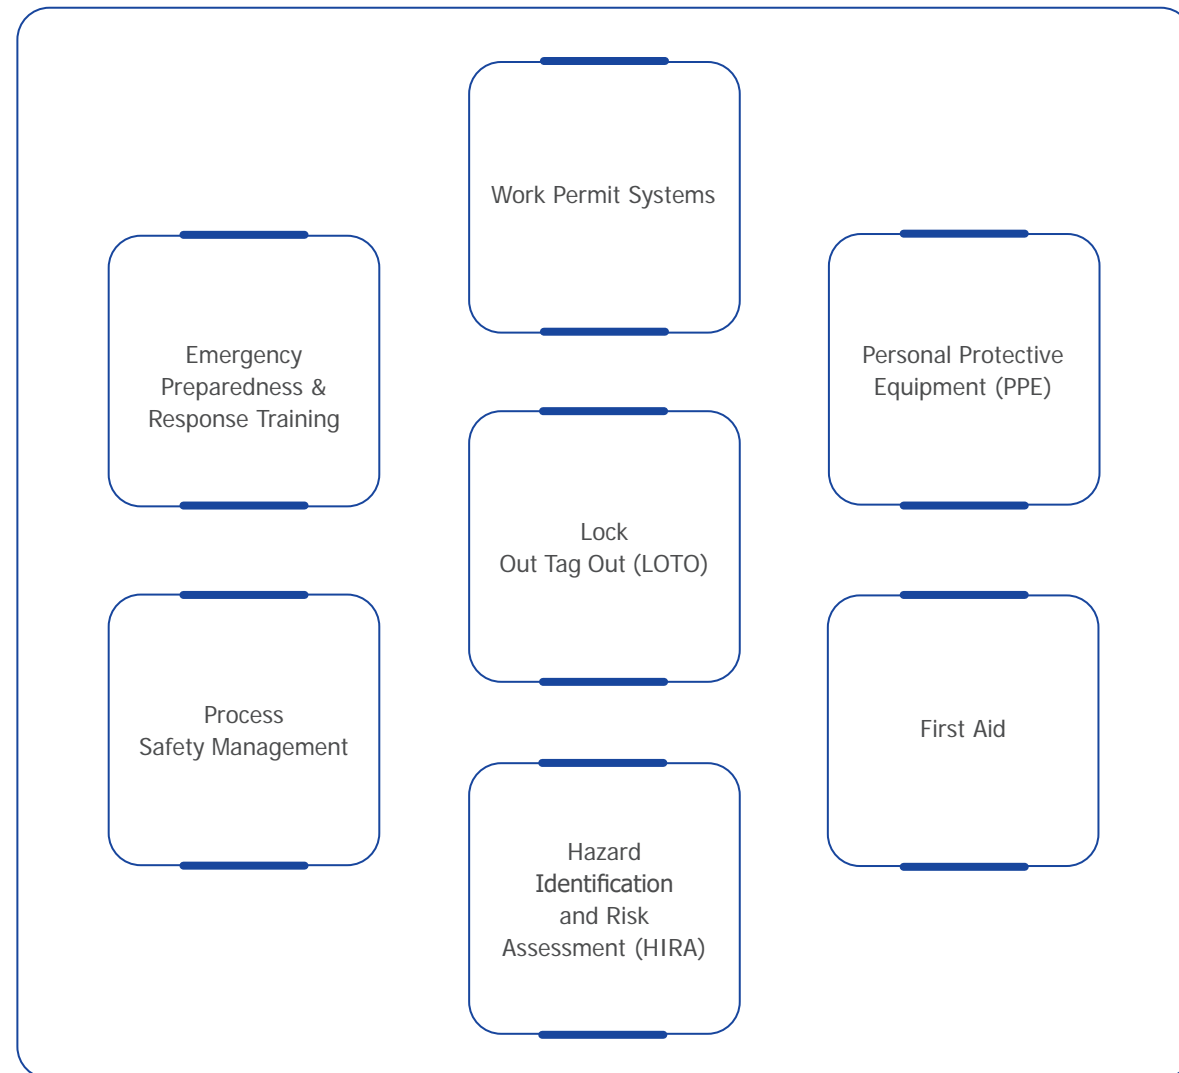 Work Permit Systems
Emergency
Preparedness &
Response Training
Personal Protective
Equipment (PPE)
Lock
Out Tag Out (LOTO)
Process
Safety Management
First Aid
Hazard
Identification
and Risk
Assessment (HIRA)